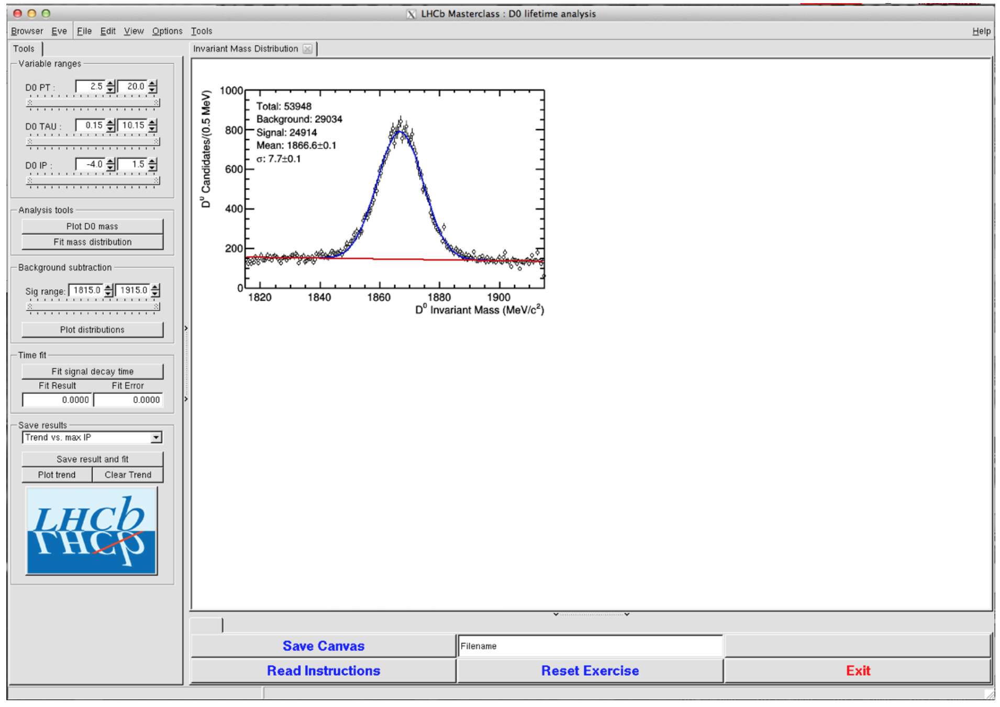 LHCb Masterclass : D0 lifetime analysis
Browser Eve File Edit View Options Tools Help
Tools
Variable ranges
D0 PT : 2.5 20.0
D0 TAU : 0.15 10.15
D0 IP : -4.0 1.5
Analysis tools
Plot D0 mass
Fit mass distribution
Background subtraction
Sig range: 1815.0 1915.0
Plot distributions
Time fit
Fit signal decay time
Fit Result Fit Error
0.0000 0.0000
Save results
Trend vs. max IP
Save result and fit
Plot trend Clear Trend
LHCb
LHCb
Invariant Mass Distribution
D⁰ Candidates/(0.5 MeV)
1000
800
600
400
200
0
Total: 53948
Background: 29034
Signal: 24914
Mean: 1866.6±0.1
σ: 7.7±0.1
1820 1840 1860 1880 1900
D⁰ Invariant Mass (MeV/c²)
Save Canvas Filename
Read Instructions Reset Exercise Exit